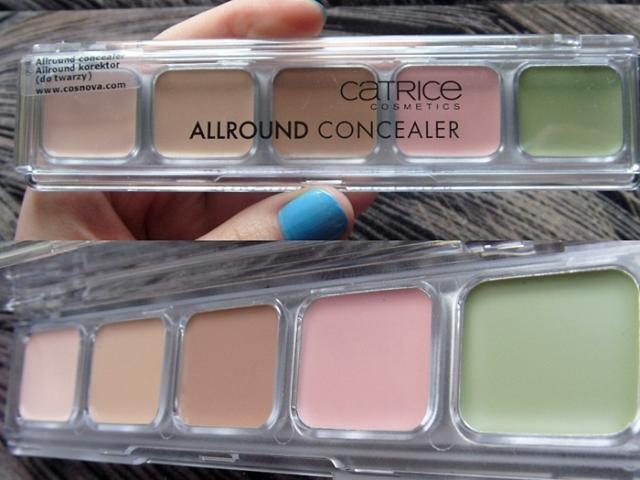 Allround concealer
Allround korektor
(do twarzy)
www.cosnova.com
CATRICE
COSMETICS
ALLROUND CONCEALER